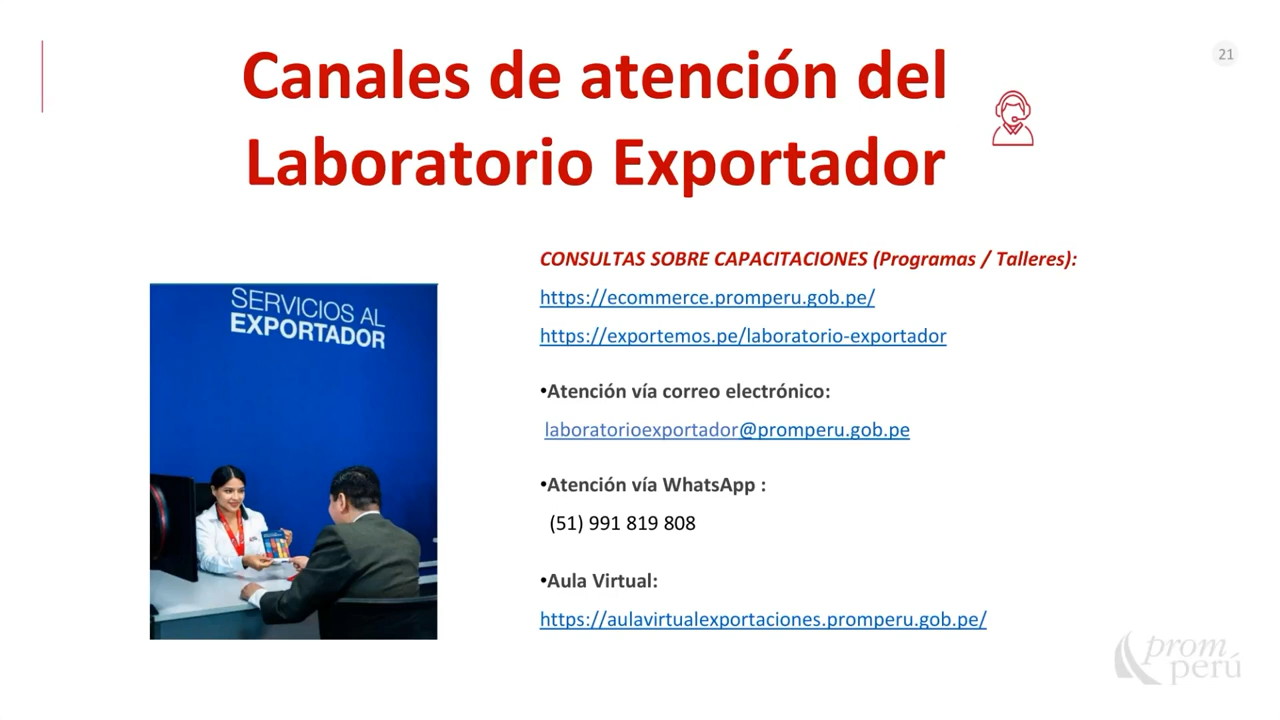 21
Canales de atención del
Laboratorio Exportador
CONSULTAS SOBRE CAPACITACIONES (Programas / Talleres):
https://ecommerce.promperu.gob.pe/
https://exportemos.pe/laboratorio-exportador
•Atención vía correo electrónico:
laboratorioexportador@promperu.gob.pe
•Atención vía WhatsApp :
(51) 991 819 808
•Aula Virtual:
https://aulavirtualexportaciones.promperu.gob.pe/
SERVICIOS AL
EXPORTADOR
prom
perú